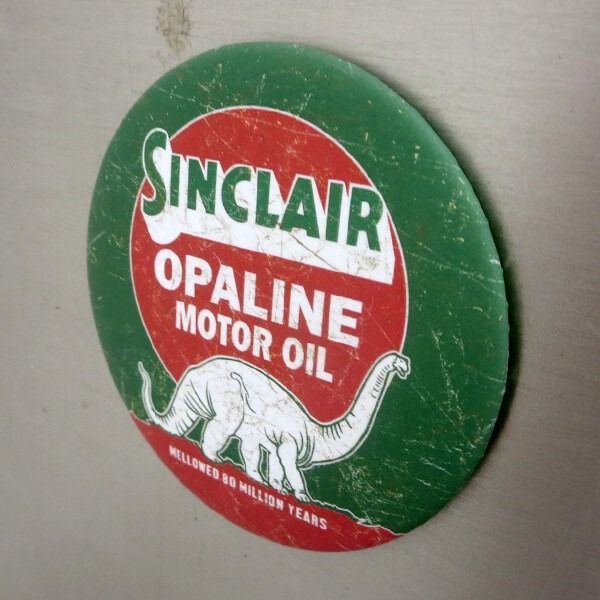 SINCLAIR
OPALINE
MOTOR OIL
MELLOWED 80 MILLION YEARS